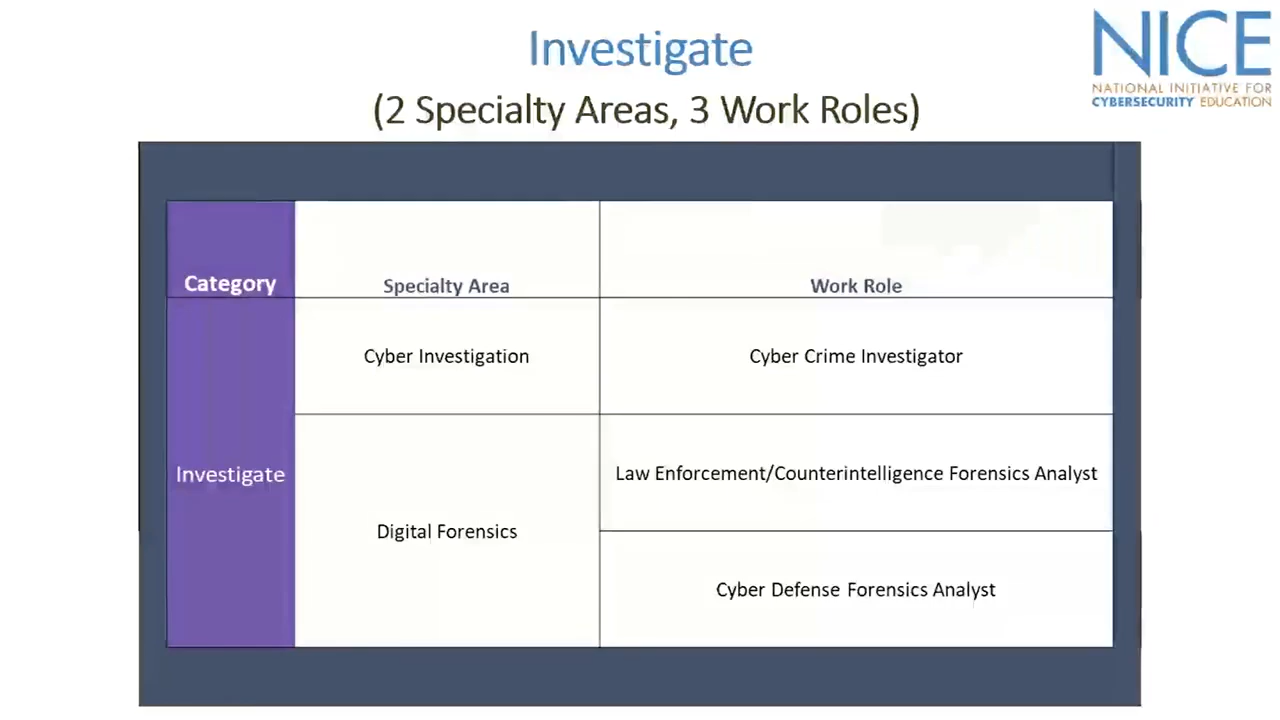 Investigate
(2 Specialty Areas, 3 Work Roles)
NICE
NATIONAL INITIATIVE FOR
CYBERSECURITY EDUCATION
Category
Specialty Area
Work Role
Investigate
Cyber Investigation
Cyber Crime Investigator
Digital Forensics
Law Enforcement/Counterintelligence Forensics Analyst
Cyber Defense Forensics Analyst